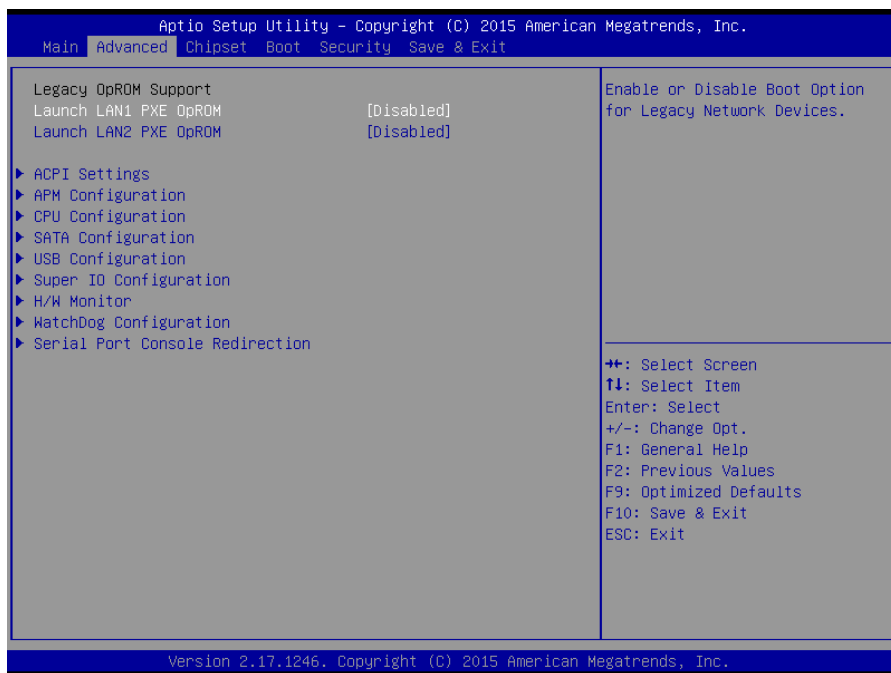 Aptio Setup Utility – Copyright (C) 2015 American Megatrends, Inc.
Main Advanced Chipset Boot Security Save & Exit
Legacy OpROM Support
Launch LAN1 PXE OpROM [Disabled]
Launch LAN2 PXE OpROM [Disabled]
ACPI Settings
APM Configuration
CPU Configuration
SATA Configuration
USB Configuration
Super IO Configuration
H/W Monitor
WatchDog Configuration
Serial Port Console Redirection
Enable or Disable Boot Option
for Legacy Network Devices.
→←: Select Screen
↑↓: Select Item
Enter: Select
+/-: Change Opt.
F1: General Help
F2: Previous Values
F9: Optimized Defaults
F10: Save & Exit
ESC: Exit
Version 2.17.1246. Copyright (C) 2015 American Megatrends, Inc.